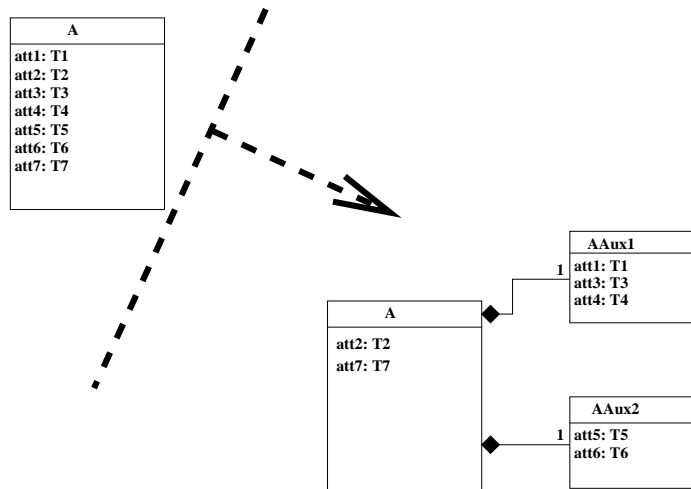 A
att1: T1
att2: T2
att3: T3
att4: T4
att5: T5
att6: T6
att7: T7
A
att2: T2
att7: T7
1
AAux1
att1: T1
att3: T3
att4: T4
1
AAux2
att5: T5
att6: T6